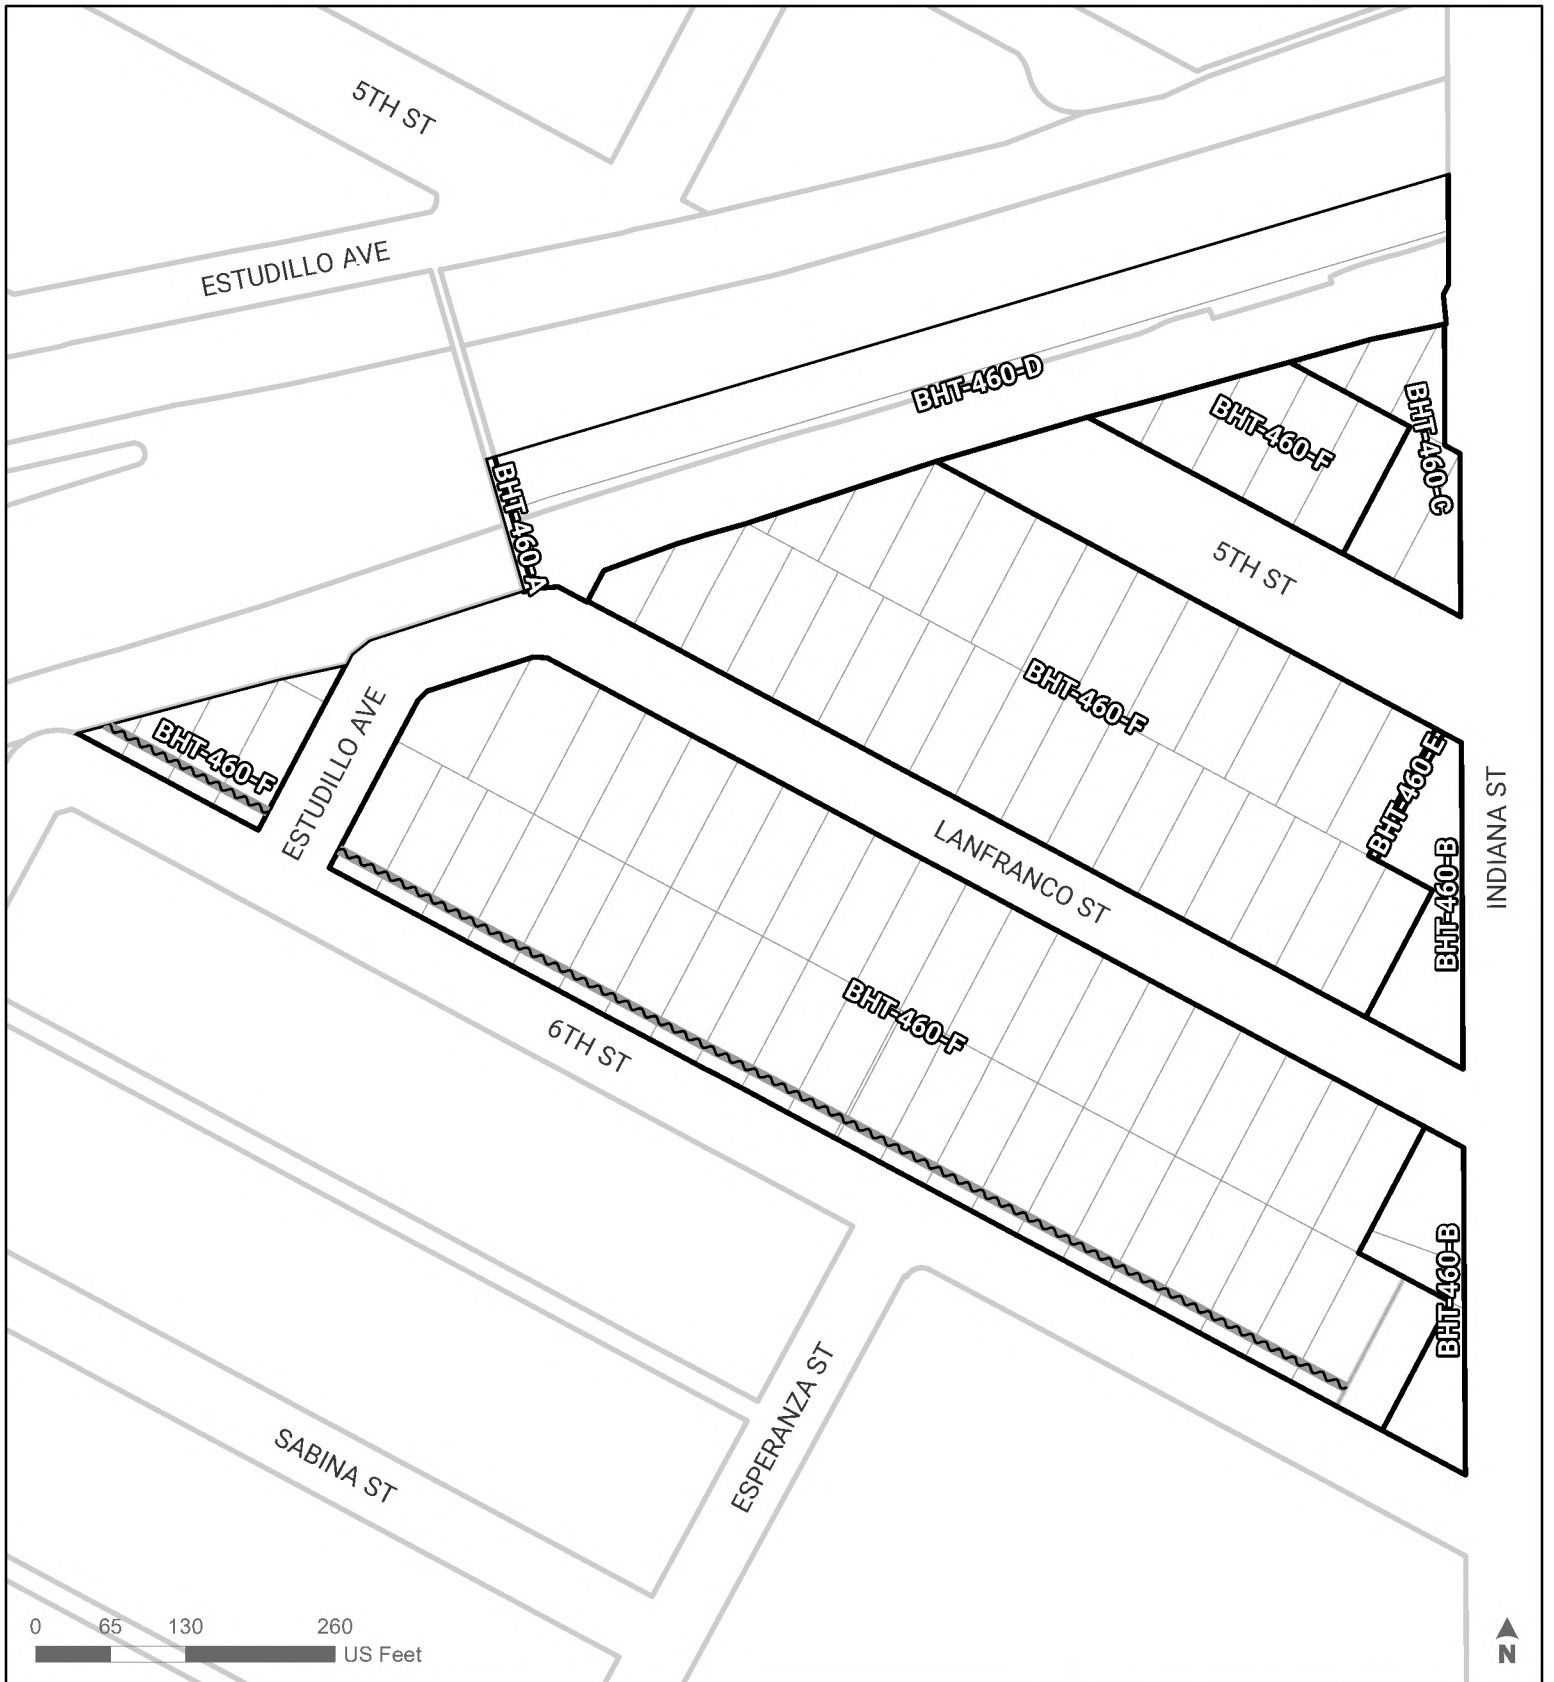 5TH ST
ESTUDILLO AVE
BHT-460-D
BHT-460-F
BHT-460-C
BHT-460-A
5TH ST
BHT-460-F
BHT-460-F
ESTUDILLO AVE
BHT-460-E
INDIANA ST
LANFRANCO ST
BHT-460-B
BHT-460-F
6TH ST
BHT-460-B
ESPERANZA ST
SABINA ST
0 65 130 260
US Feet
N